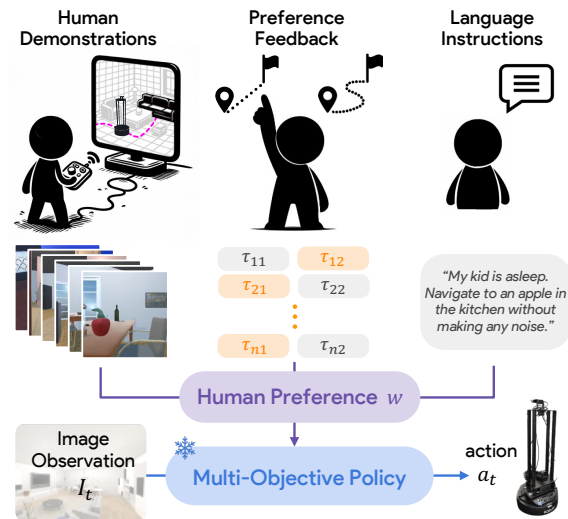 Human
Demonstrations
Preference
Feedback
Language
Instructions
τ11 τ12
τ21 τ22
τn1 τn2
“My kid is asleep.
Navigate to an apple in
the kitchen without
making any noise.”
Human Preference w
Image
Observation
It
Multi-Objective Policy
action
at